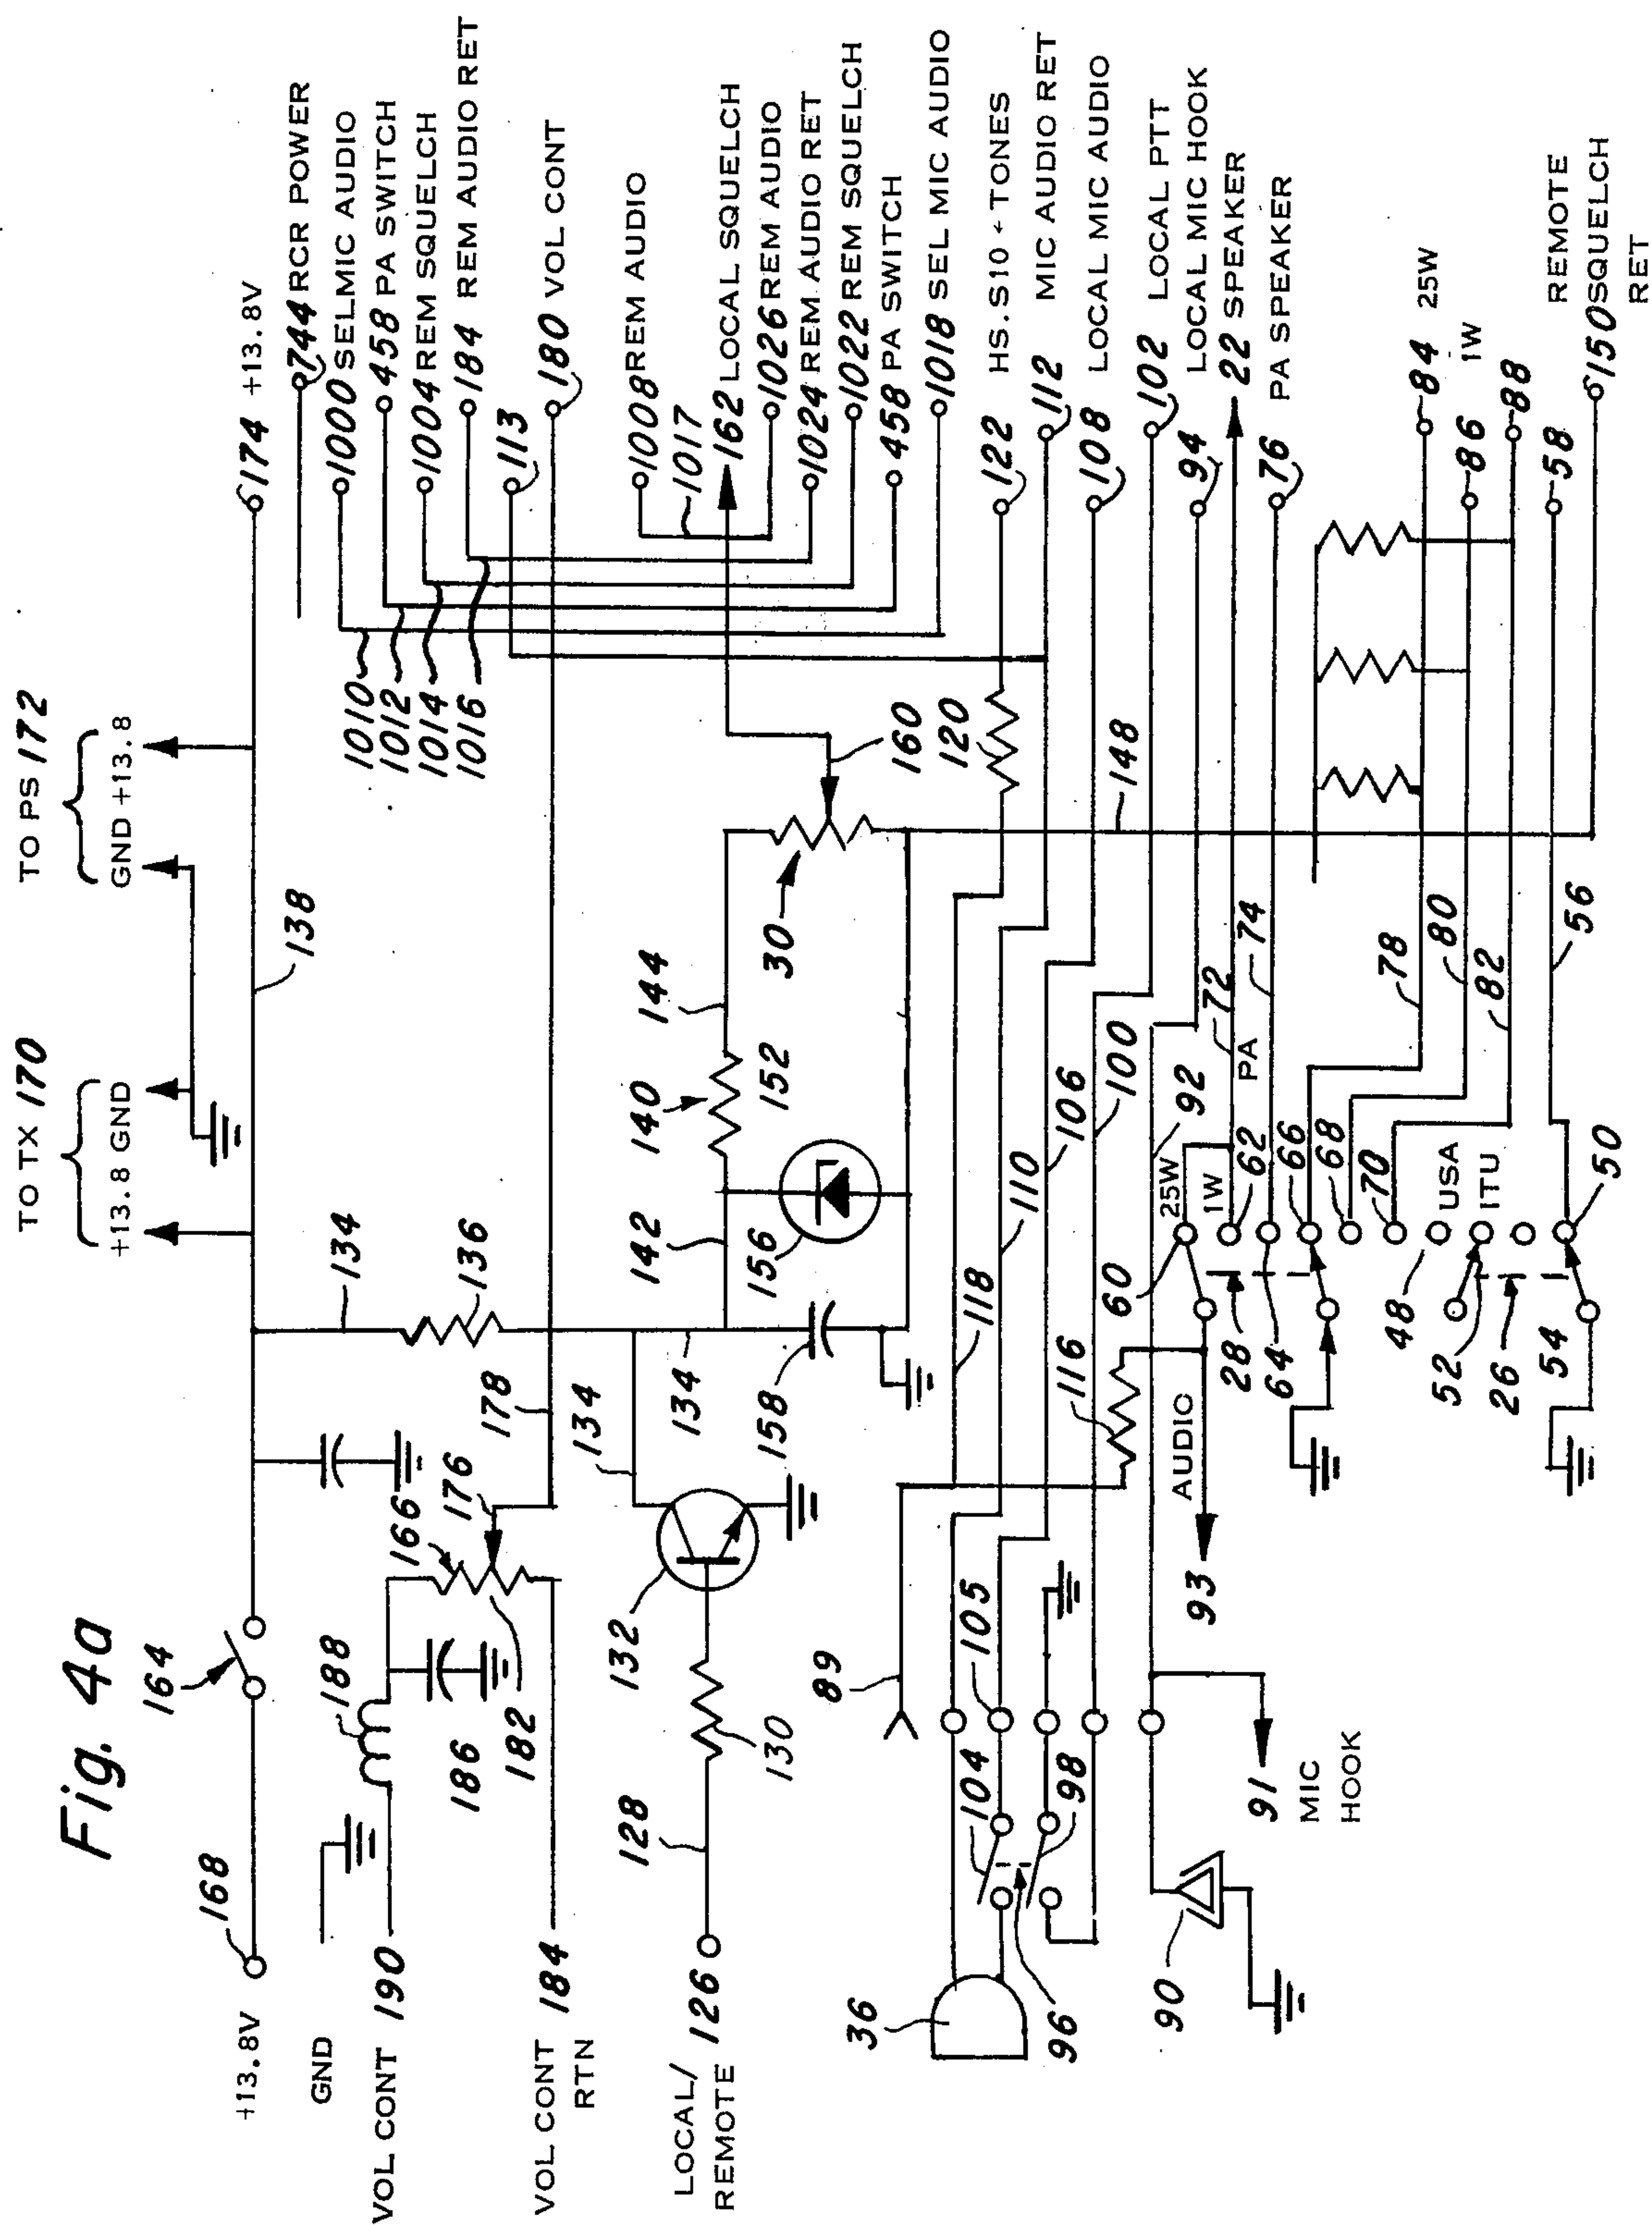 Fig. 4a
TO TX 170
+13.8 GND
TO PS 172
GND +13.8
+13.8V
168
164
134
138
174 +13.8V
GND
744 RCR POWER
VOL CONT 190
188
166
176
136
1000 SELMIC AUDIO
458 PA SWITCH
1004 REM SQUELCH
184 REM AUDIO RET
113
186
182
178
VOL CONT
RTN
184
180 VOL CONT
1010
1012
1014
1016
LOCAL/
REMOTE 126
128
130
132
134
134
142
140
144
152
156
158
30
160
1008 REM AUDIO
1017
162 LOCAL SQUELCH
1026 REM AUDIO
1024 REM AUDIO RET
1022 REM SQUELCH
458 PA SWITCH
1018 SEL MIC AUDIO
36
89
118
120
122
HS.S10 + TONES
104
105
110
112
MIC AUDIO RET
96
98
106
108
LOCAL MIC AUDIO
116
100
148
102 LOCAL PTT
90
92
94
LOCAL MIC HOOK
91
MIC
HOOK
93
AUDIO
60
25W
1W
72
22 SPEAKER
28
62
PA
74
76
PA SPEAKER
64
66
68
70
78
80
82
84 25W
86 1W
88
48
USA
ITU
52
26
54
50
56
58
REMOTE
150 SQUELCH
RET